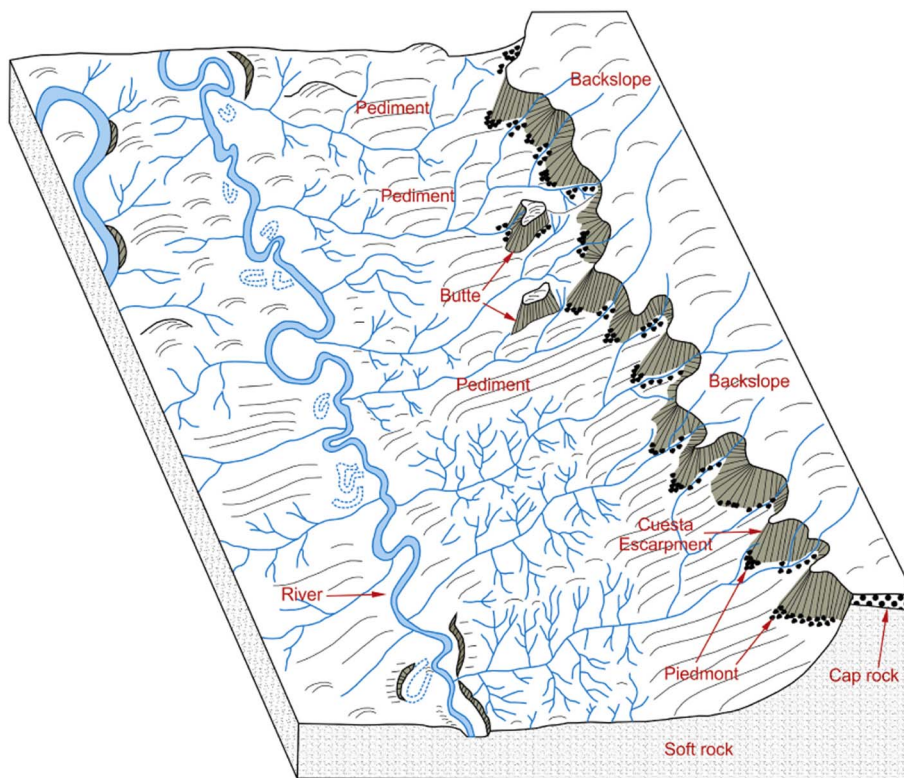 Backslope
Pediment
Pediment
Butte
Pediment
Backslope
Cuesta
Escarpment
River
Piedmont
Cap rock
Soft rock